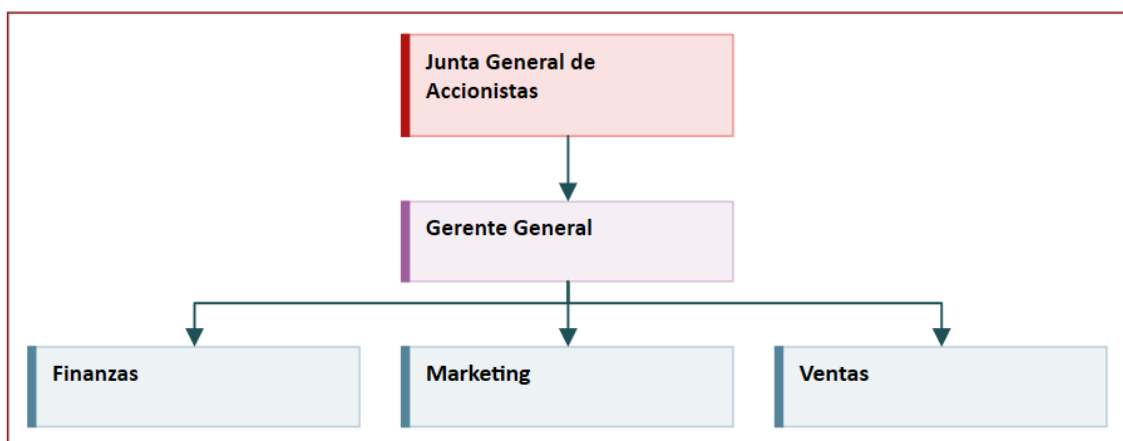 Junta General de
Accionistas
Gerente General
Finanzas
Marketing
Ventas